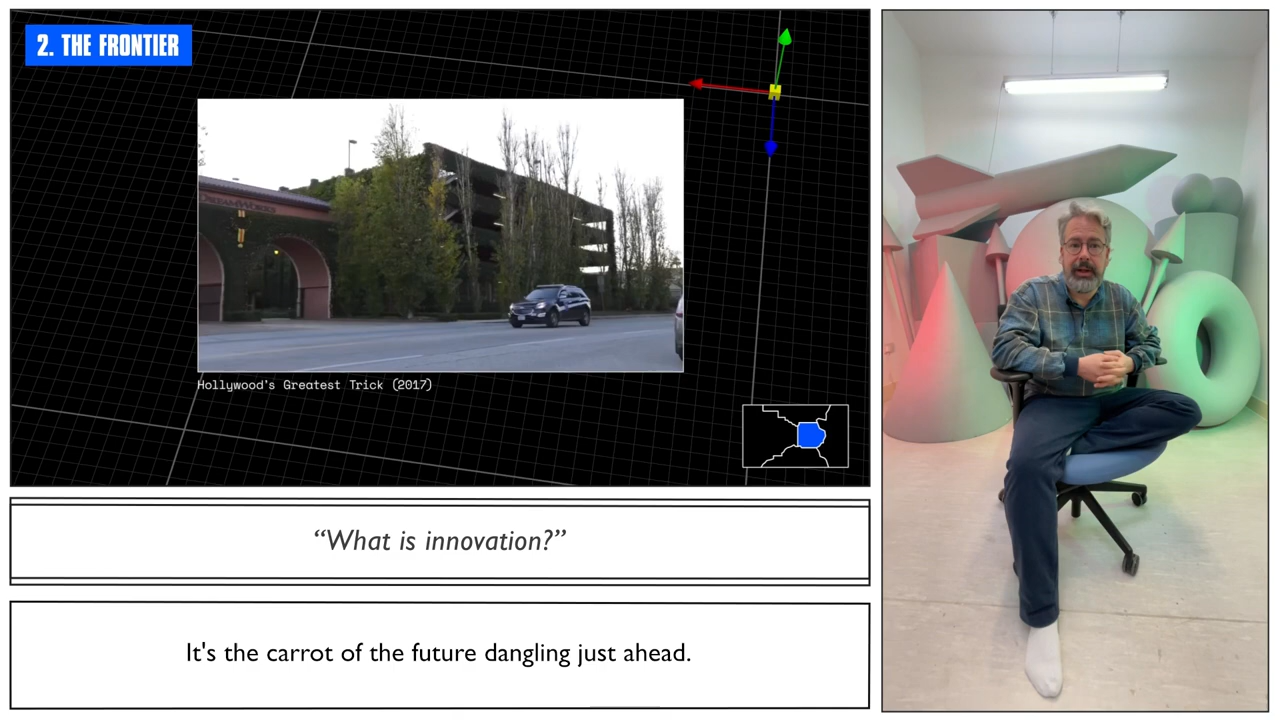 2. THE FRONTIER
DREAMWORKS
Hollywood's Greatest Trick (2017)
“What is innovation?”
It's the carrot of the future dangling just ahead.